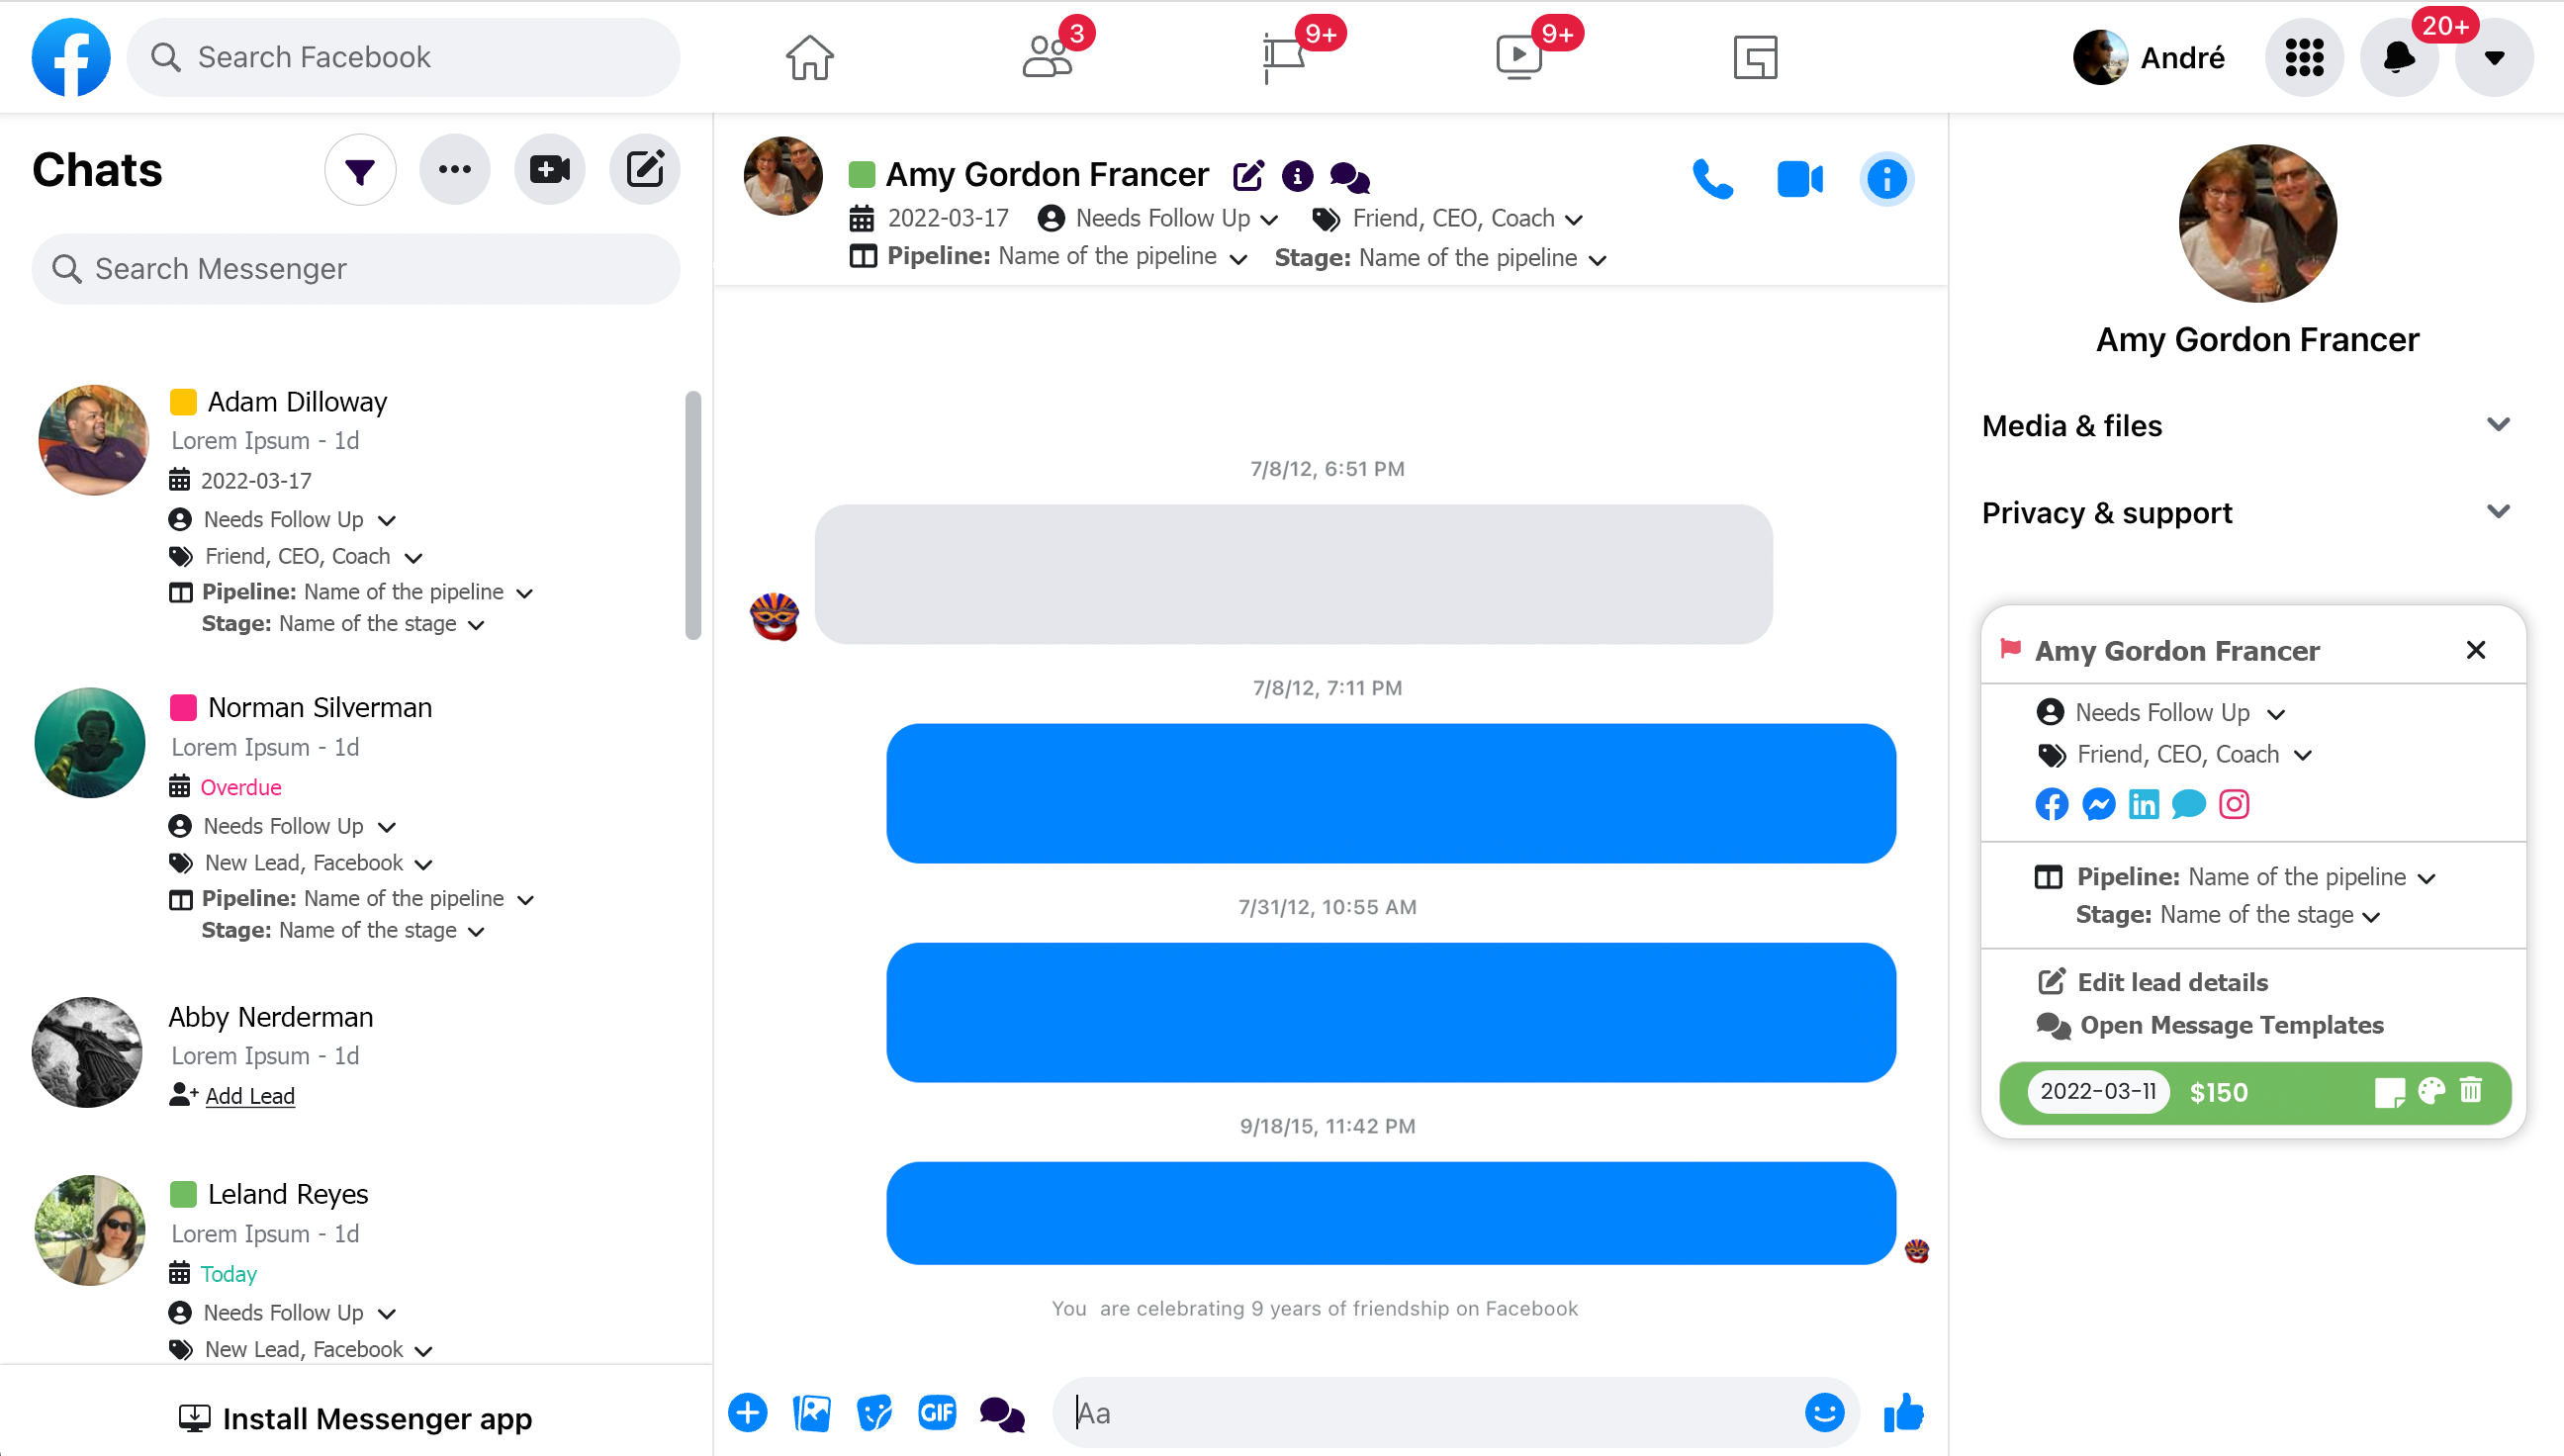 Search Facebook
3
9+
9+
André
20+
Chats
Search Messenger
Adam Dilloway
Lorem Ipsum - 1d
2022-03-17
Needs Follow Up
Friend, CEO, Coach
Pipeline: Name of the pipeline
Stage: Name of the stage
Norman Silverman
Lorem Ipsum - 1d
Overdue
Needs Follow Up
New Lead, Facebook
Pipeline: Name of the pipeline
Stage: Name of the stage
Abby Nerderman
Lorem Ipsum - 1d
Add Lead
Leland Reyes
Lorem Ipsum - 1d
Today
Needs Follow Up
New Lead, Facebook
Install Messenger app
Amy Gordon Francer
2022-03-17 Needs Follow Up Friend, CEO, Coach
Pipeline: Name of the pipeline Stage: Name of the pipeline
7/8/12, 6:51 PM
7/8/12, 7:11 PM
7/31/12, 10:55 AM
9/18/15, 11:42 PM
You are celebrating 9 years of friendship on Facebook
GIF
Aa
Amy Gordon Francer
Media & files
Privacy & support
Amy Gordon Francer
Needs Follow Up
Friend, CEO, Coach
in
Pipeline: Name of the pipeline
Stage: Name of the stage
Edit lead details
Open Message Templates
2022-03-11 $150